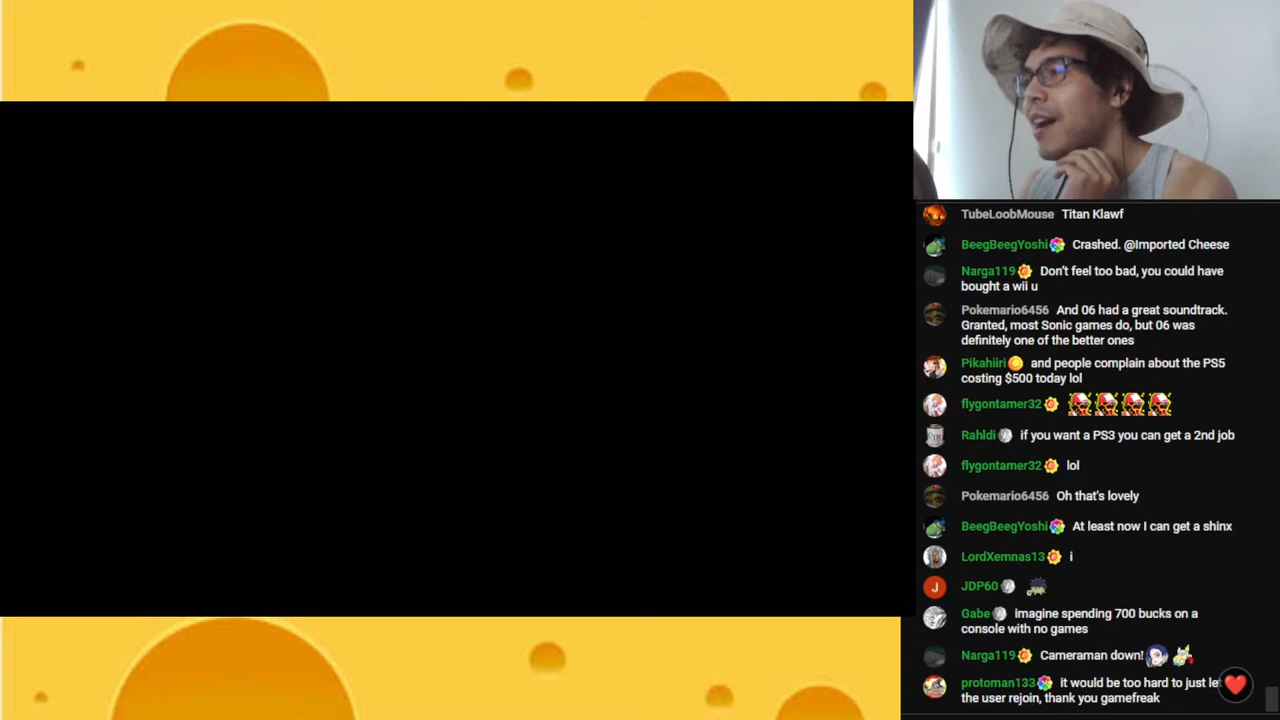 TubeLoobMouse Titan Klawf
BeegBeegYoshi Crashed. @Imported Cheese
Narga119 Don't feel too bad, you could have
bought a wii u
Pokemario6456 And 06 had a great soundtrack.
Granted, most Sonic games do, but 06 was
definitely one of the better ones
Pikahiiri and people complain about the PS5
costing $500 today lol
flygontamer32
Rahldi if you want a PS3 you can get a 2nd job
flygontamer32 lol
Pokemario6456 Oh that's lovely
BeegBeegYoshi At least now I can get a shinx
LordXemnas13 i
J JDP60
Gabe imagine spending 700 bucks on a
console with no games
Narga119 Cameraman down!
protoman133 it would be too hard to just let
the user rejoin, thank you gamefreak